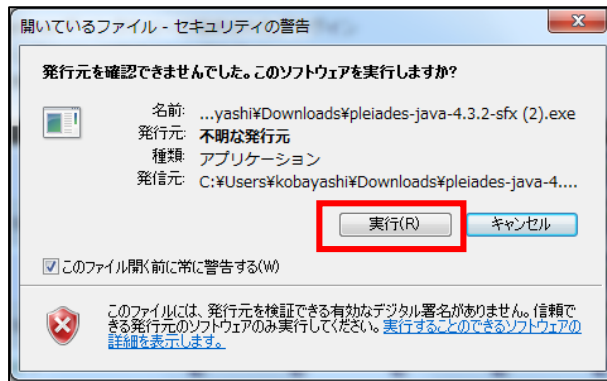 開いているファイル - セキュリティの警告
発行元を確認できませんでした。このソフトウェアを実行しますか?
名前: ...yashi¥Downloads¥pleiades-java-4.3.2-sfx (2).exe
発行元: 不明な発行元
種類: アプリケーション
発信元: C:¥Users¥kobayashi¥Downloads¥pleiades-java-4....
実行(R) キャンセル
このファイル開く前に常に警告する(W)
このファイルには、発行元を検証できる有効なデジタル署名がありません。信頼で
きる発行元のソフトウェアのみ実行してください。実行することのできるソフトウェアの
詳細を表示します。